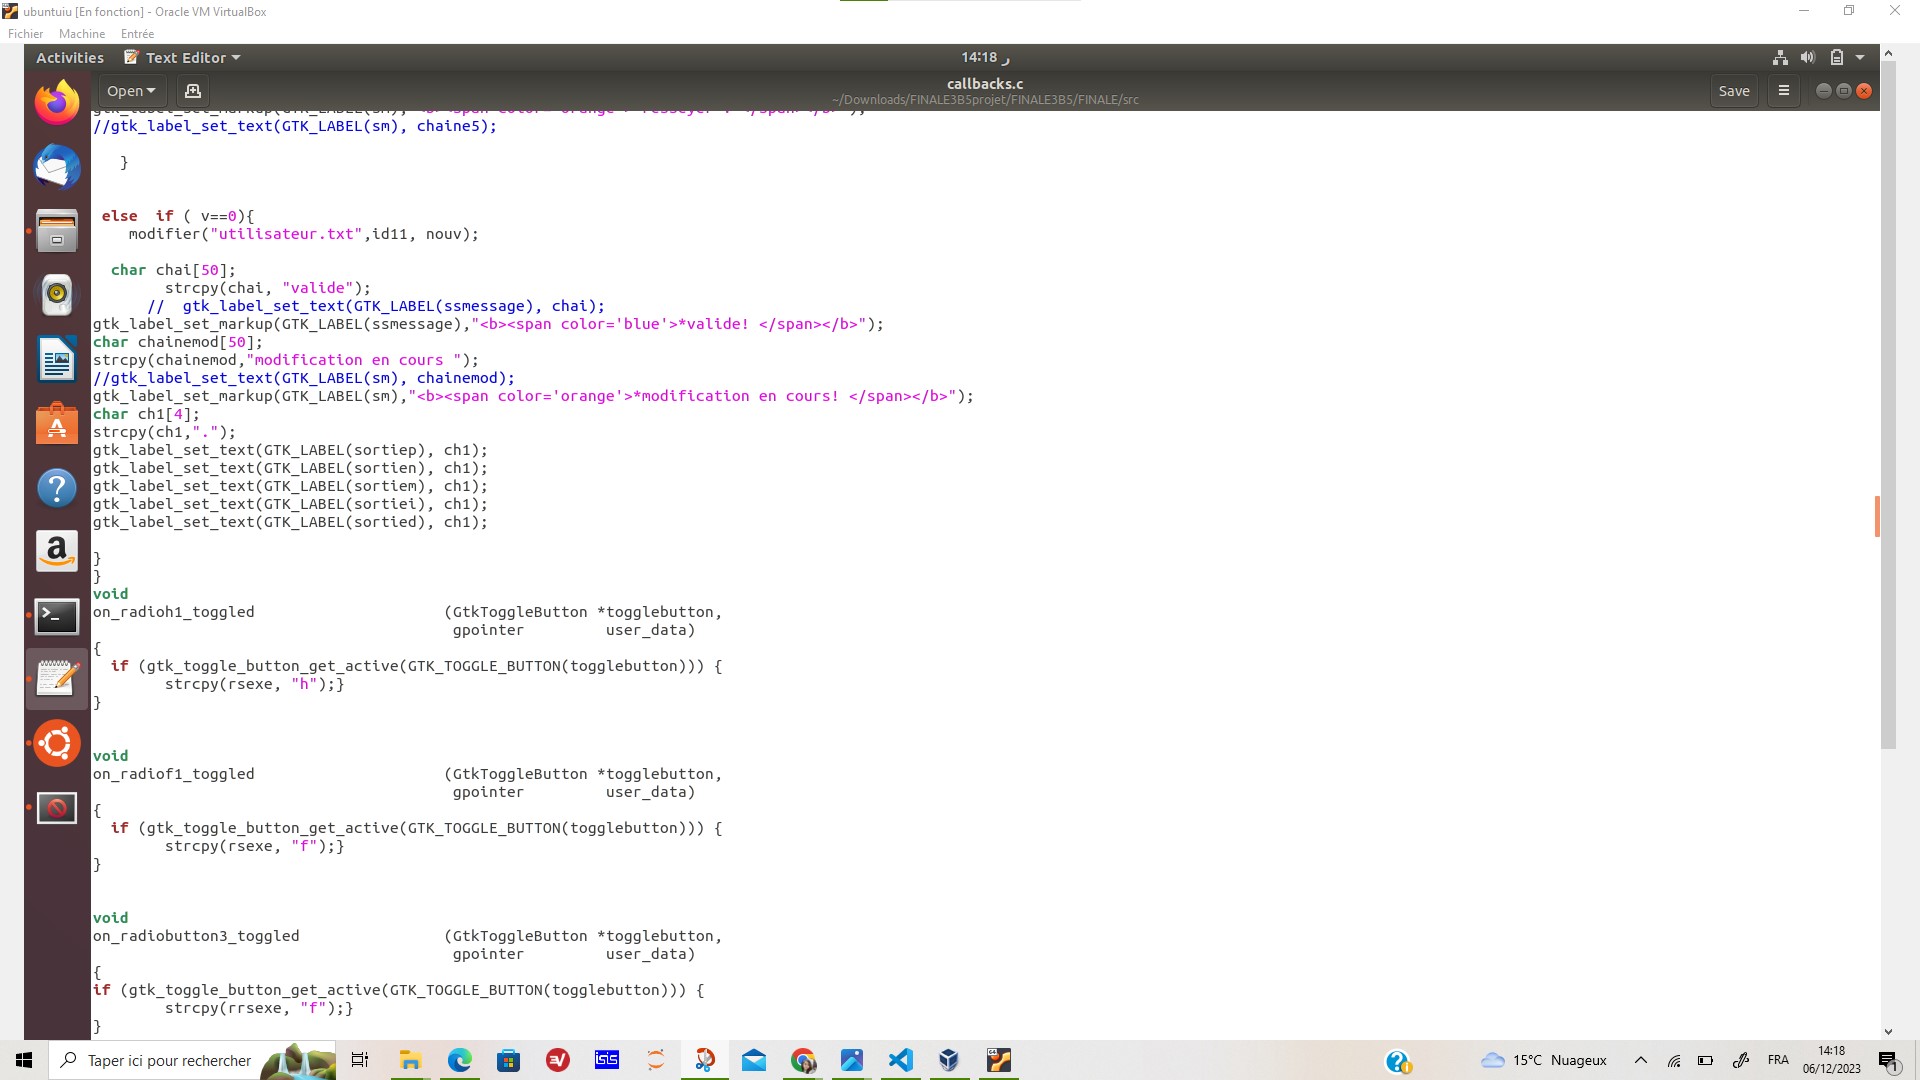 ubuntuiu [En fonction] - Oracle VM VirtualBox
Fichier Machine Entrée
Activities Text Editor 14:18 ر
Open callbacks.c Save
~/Downloads/FINALE3B5projet/FINALE3B5/FINALE/src
//gtk_label_set_text(GTK_LABEL(sm), chaine5);
}
else  if ( v==0){
modifier("utilisateur.txt",id11, nouv);
char chai[50];
strcpy(chai, "valide");
//  gtk_label_set_text(GTK_LABEL(ssmessage), chai);
gtk_label_set_markup(GTK_LABEL(ssmessage),"<b><span color='blue'>*valide! </span></b>");
char chainemod[50];
strcpy(chainemod,"modification en cours ");
//gtk_label_set_text(GTK_LABEL(sm), chainemod);
gtk_label_set_markup(GTK_LABEL(sm),"<b><span color='orange'>*modification en cours! </span></b>");
char ch1[4];
strcpy(ch1,".");
gtk_label_set_text(GTK_LABEL(sortiep), ch1);
gtk_label_set_text(GTK_LABEL(sortien), ch1);
gtk_label_set_text(GTK_LABEL(sortiem), ch1);
gtk_label_set_text(GTK_LABEL(sortiei), ch1);
gtk_label_set_text(GTK_LABEL(sortied), ch1);
}
}
void
on_radioh1_toggled (GtkToggleButton *togglebutton,
gpointer user_data)
{
if (gtk_toggle_button_get_active(GTK_TOGGLE_BUTTON(togglebutton))) {
strcpy(rsexe, "h");}
}
void
on_radiof1_toggled (GtkToggleButton *togglebutton,
gpointer user_data)
{
if (gtk_toggle_button_get_active(GTK_TOGGLE_BUTTON(togglebutton))) {
strcpy(rsexe, "f");}
}
void
on_radiobutton3_toggled (GtkToggleButton *togglebutton,
gpointer user_data)
{
if (gtk_toggle_button_get_active(GTK_TOGGLE_BUTTON(togglebutton))) {
strcpy(rrsexe, "f");}
}
Taper ici pour rechercher 15°C Nuageux FRA 14:18
06/12/2023